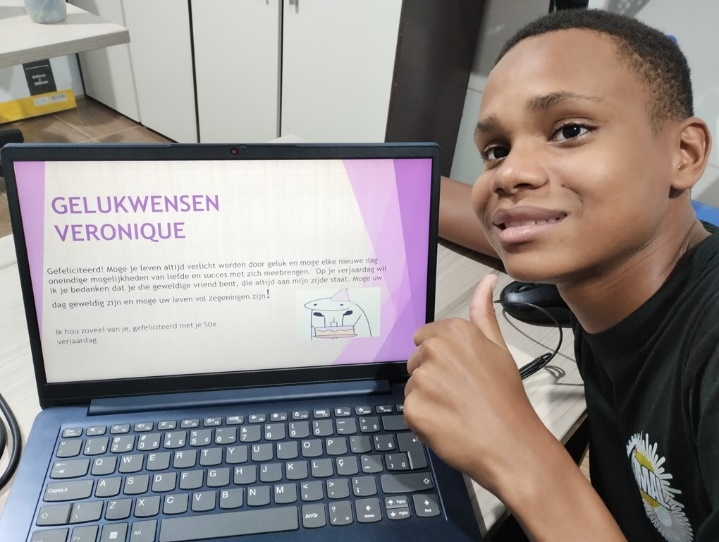 GELUKWENSEN
VERONIQUE
Gefeliciteerd! Moge je leven altijd verlicht worden door geluk en moge elke nieuwe dag
oneindige mogelijkheden van liefde en succes met zich meebrengen. 'Op je verjaardag wil
ik je bedanken dat je die geweldige vriend bent, die altijd aan mijn zijde staat. Moge uw
dag geweldig zijn en moge uw leven vol zegeningen zijn!
Ik hou zoveel van je, gefeliciteerd met je 50e
verjaardag